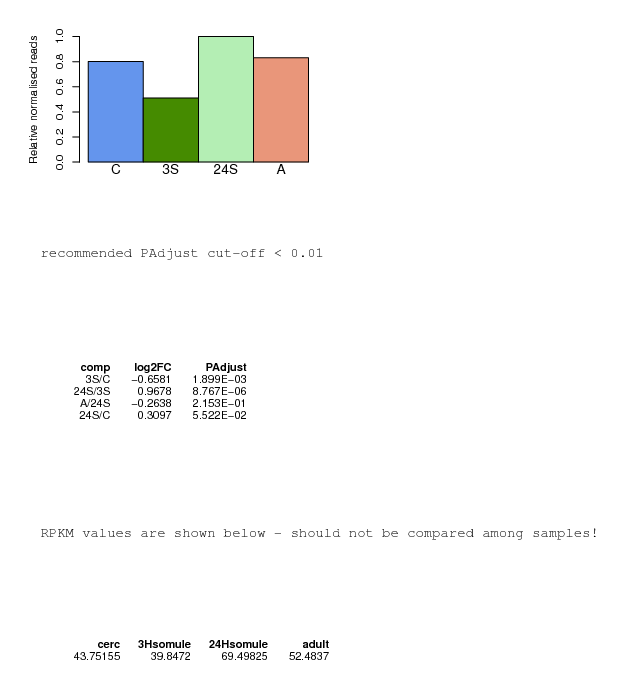 Relative normalised reads
1.0
0.8
0.6
0.4
0.2
0.0
C 3S 24S A
recommended PAdjust cut-off < 0.01
comp log2FC PAdjust
3S/C −0.6581 1.899E−03
24S/3S 0.9678 8.767E−06
A/24S −0.2638 2.153E−01
24S/C 0.3097 5.522E−02
RPKM values are shown below - should not be compared among samples!
cerc 3Hsomule 24Hsomule adult
43.75155 39.8472 69.49825 52.4837